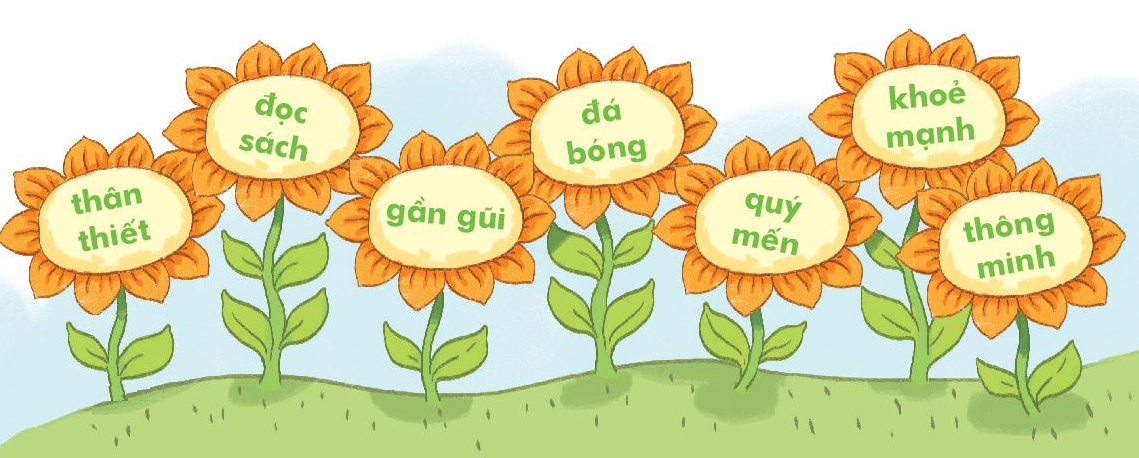 thân
thiết
đọc
sách
gần gũi
đá
bóng
quý
mến
khoẻ
mạnh
thông
minh